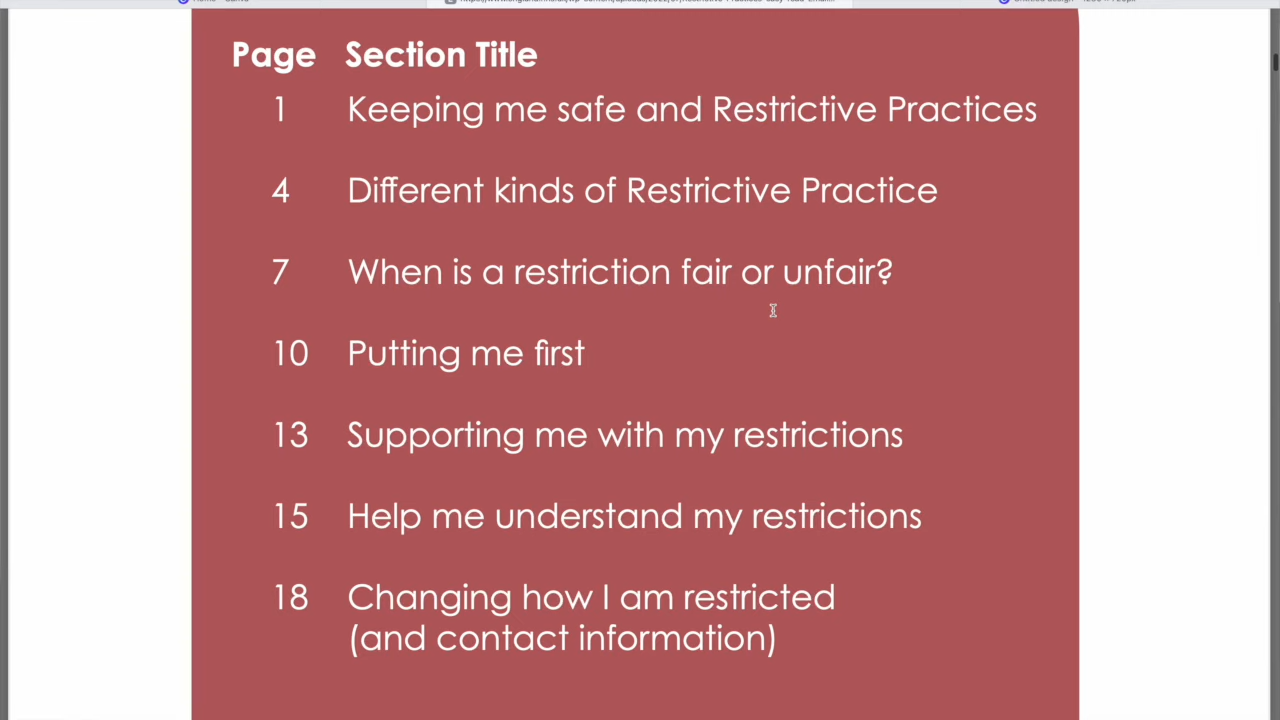 Page Section Title
1 Keeping me safe and Restrictive Practices
4 Different kinds of Restrictive Practice
7 When is a restriction fair or unfair?
10 Putting me first
13 Supporting me with my restrictions
15 Help me understand my restrictions
18 Changing how I am restricted
(and contact information)